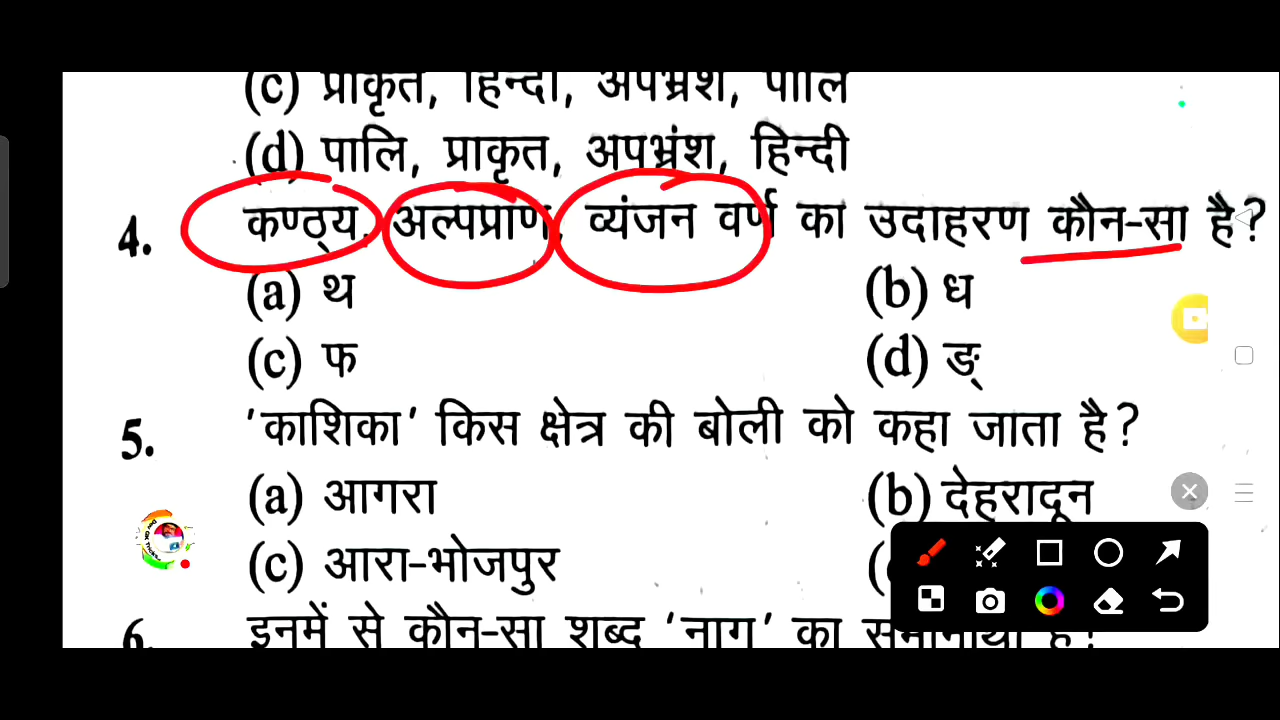 (c) प्राकृत, हिन्दी, अपभ्रंश, पालि
(d) पालि, प्राकृत, अपभ्रंश, हिन्दी
4. कण्ठ्य, अल्पप्राण, व्यंजन वर्ण का उदाहरण कौन-सा है?
(a) थ (b) ध
(c) फ (d) ङ्
5. 'काशिका' किस क्षेत्र की बोली को कहा जाता है?
(a) आगरा (b) देहरादून
(c) आरा-भोजपुर
6. इनमें से कौन-सा शब्द 'नाग' का समानार्थी है?